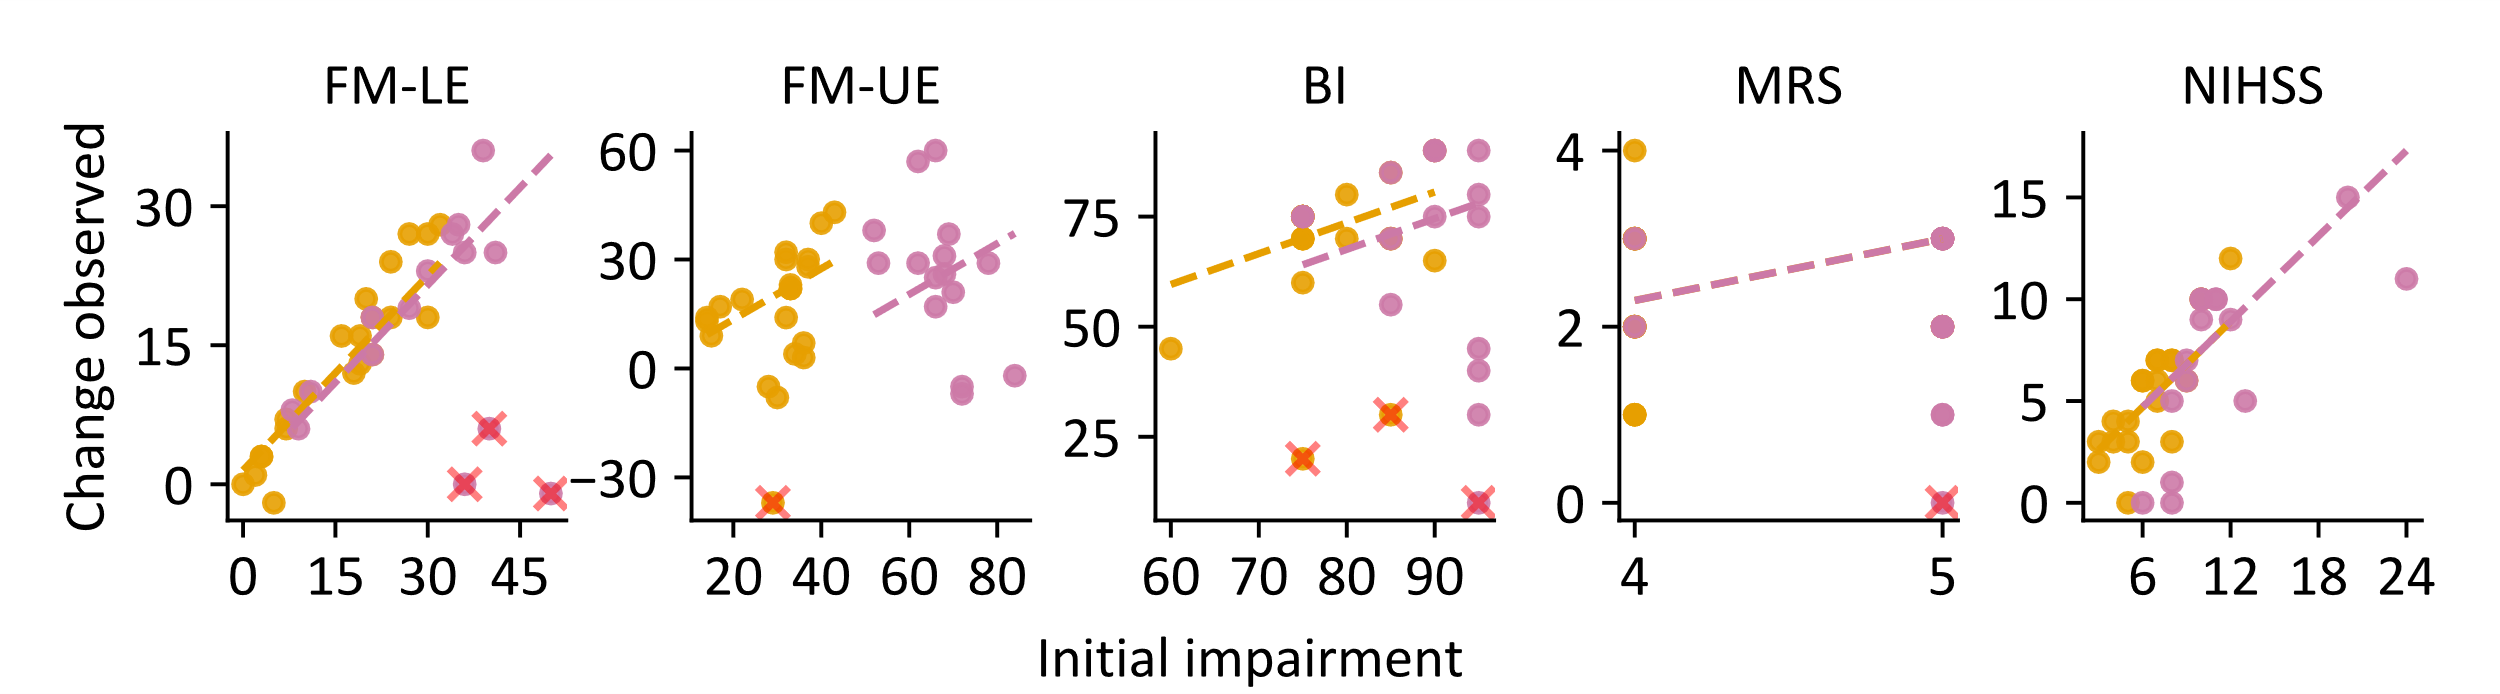 FM-LE
FM-UE
BI
MRS
NIHSS
Change observed
30
15
0
0 15 30 45
60
30
0
−30
20 40 60 80
75
50
25
60 70 80 90
4
2
0
4 5
15
10
5
0
6 12 18 24
Initial impairment